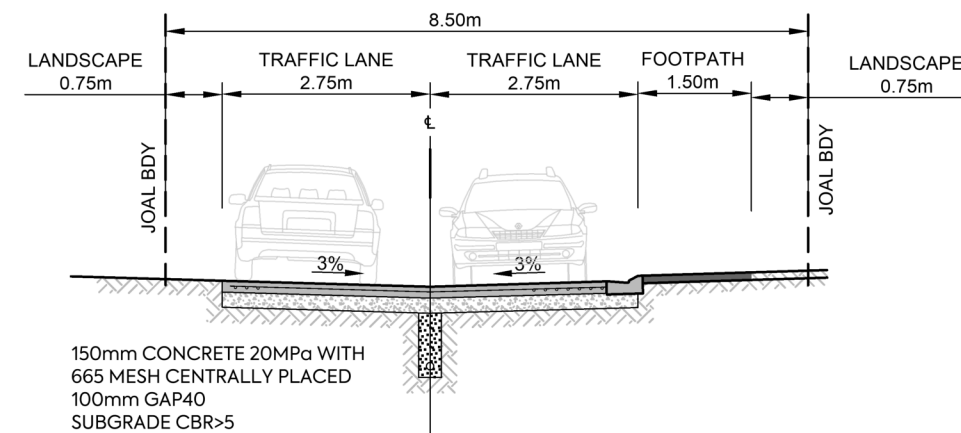 8.50m
LANDSCAPE
0.75m
TRAFFIC LANE
2.75m
TRAFFIC LANE
2.75m
FOOTPATH
1.50m
LANDSCAPE
0.75m
℄
JOAL BDY
JOAL BDY
3%
3%
150mm CONCRETE 20MPa WITH
665 MESH CENTRALLY PLACED
100mm GAP40
SUBGRADE CBR>5